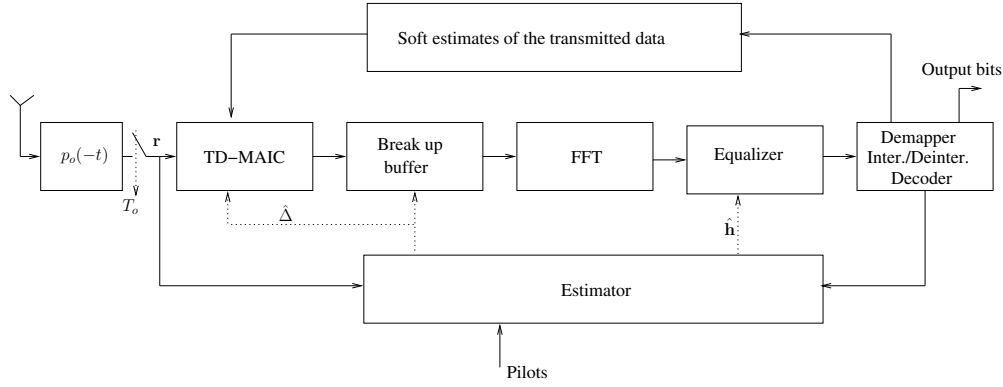 Soft estimates of the transmitted data
Output bits
p_o(−t)
r
T_o
TD−MAIC
Break up
buffer
FFT
Equalizer
Demapper
Inter./Deinter.
Decoder
Δ̂
ĥ
Estimator
Pilots